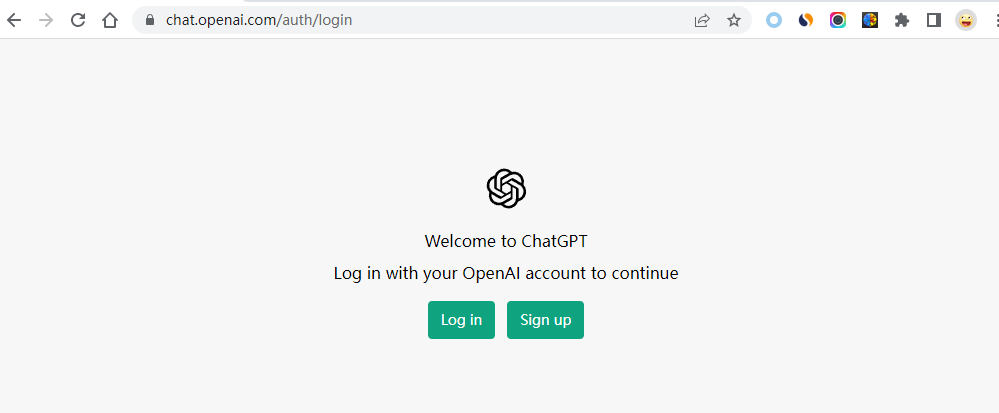 chat.openai.com/auth/login
Welcome to ChatGPT
Log in with your OpenAI account to continue
Log in
Sign up